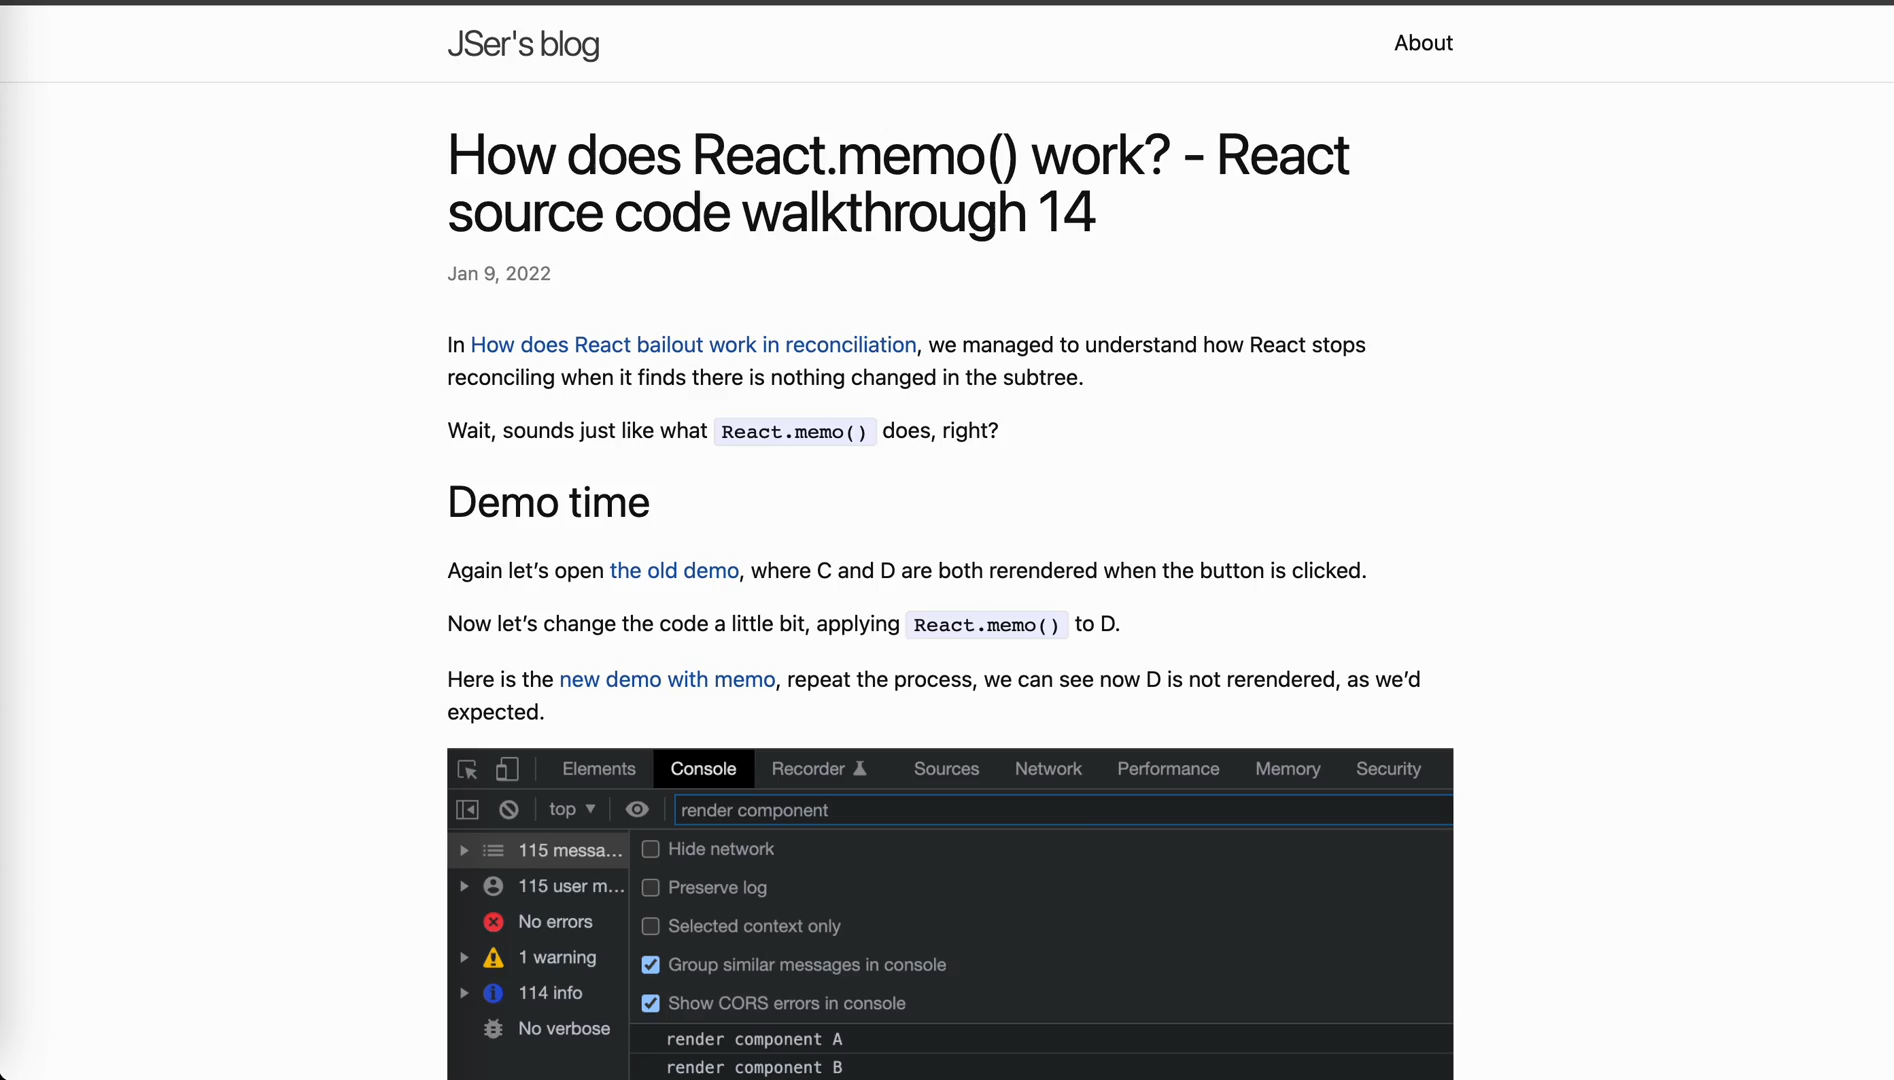 JSer's blog
About
How does React.memo() work? - React
source code walkthrough 14
Jan 9, 2022
In How does React bailout work in reconciliation, we managed to understand how React stops
reconciling when it finds there is nothing changed in the subtree.
Wait, sounds just like what React.memo() does, right?
Demo time
Again let’s open the old demo, where C and D are both rerendered when the button is clicked.
Now let’s change the code a little bit, applying React.memo() to D.
Here is the new demo with memo, repeat the process, we can see now D is not rerendered, as we’d
expected.
Elements Console Recorder Sources Network Performance Memory Security
top render component
115 messa... Hide network
115 user m... Preserve log
No errors Selected context only
1 warning Group similar messages in console
114 info Show CORS errors in console
No verbose
render component A
render component B